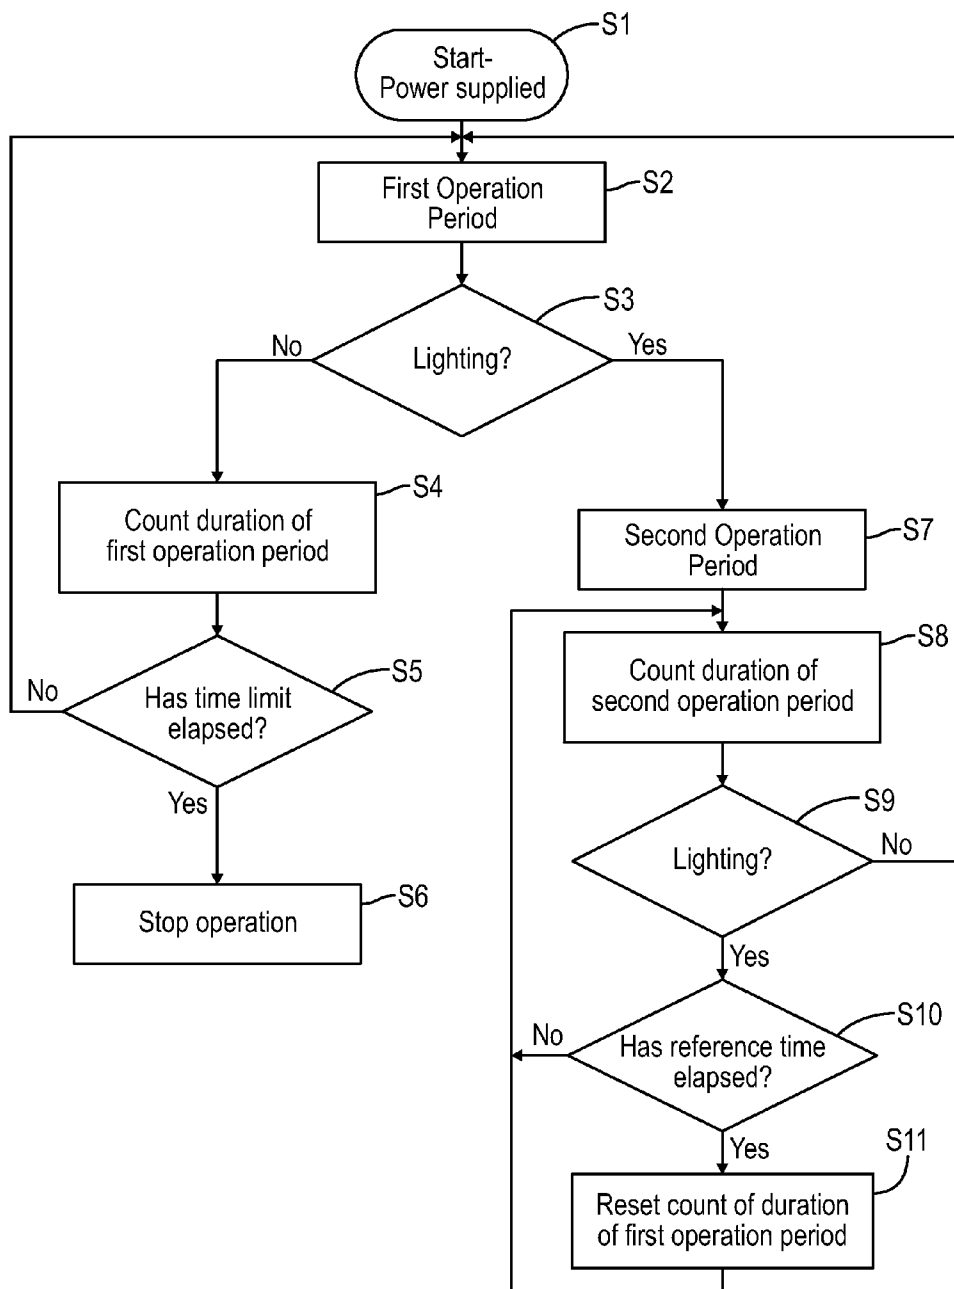 S1
Start-
Power supplied
First Operation
Period
S2
S3
Lighting?
No
Yes
S4
Count duration of
first operation period
S5
Has time limit
elapsed?
No
Yes
S6
Stop operation
Second Operation
Period
S7
S8
Count duration of
second operation period
S9
Lighting?
No
Yes
S10
Has reference time
elapsed?
No
Yes
S11
Reset count of duration
of first operation period